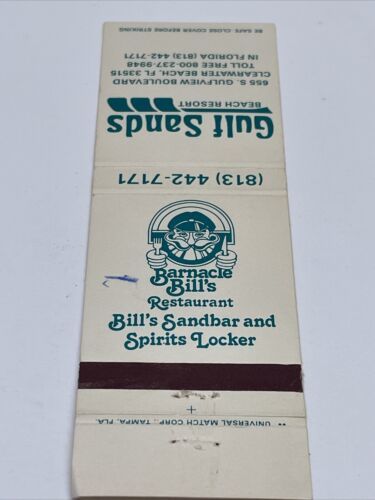 BE SAFE. CLOSE COVER BEFORE STRIKING
Gulf Sands
BEACH RESORT
655 S. GULFVIEW BOULEVARD
CLEARWATER BEACH, FL 33515
TOLL FREE 800-237-9948
IN FLORIDA (813) 442-7171
(813) 442-7171
Barnacle
Bill's
Restaurant
Bill's Sandbar and
Spirits Locker
UNIVERSAL MATCH CORP., TAMPA, FLA.